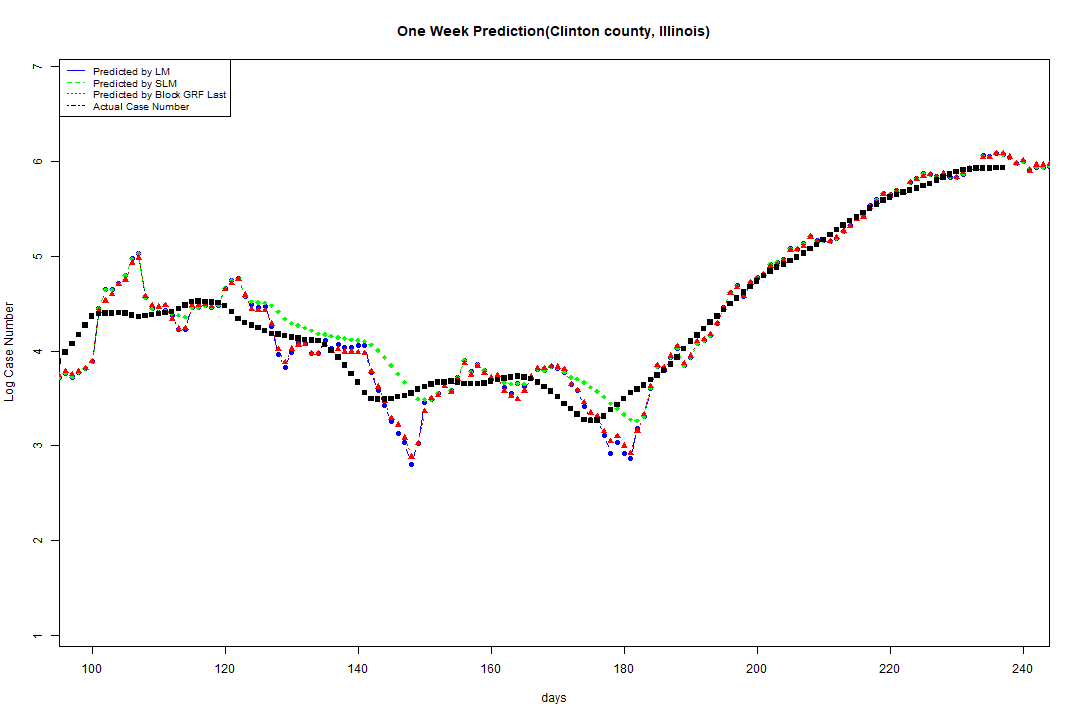 One Week Prediction(Clinton county, Illinois)
Predicted by LM
Predicted by SLM
Predicted by Block GRF Last
Actual Case Number
7
6
5
4
3
2
1
Log Case Number
100 120 140 160 180 200 220 240
days